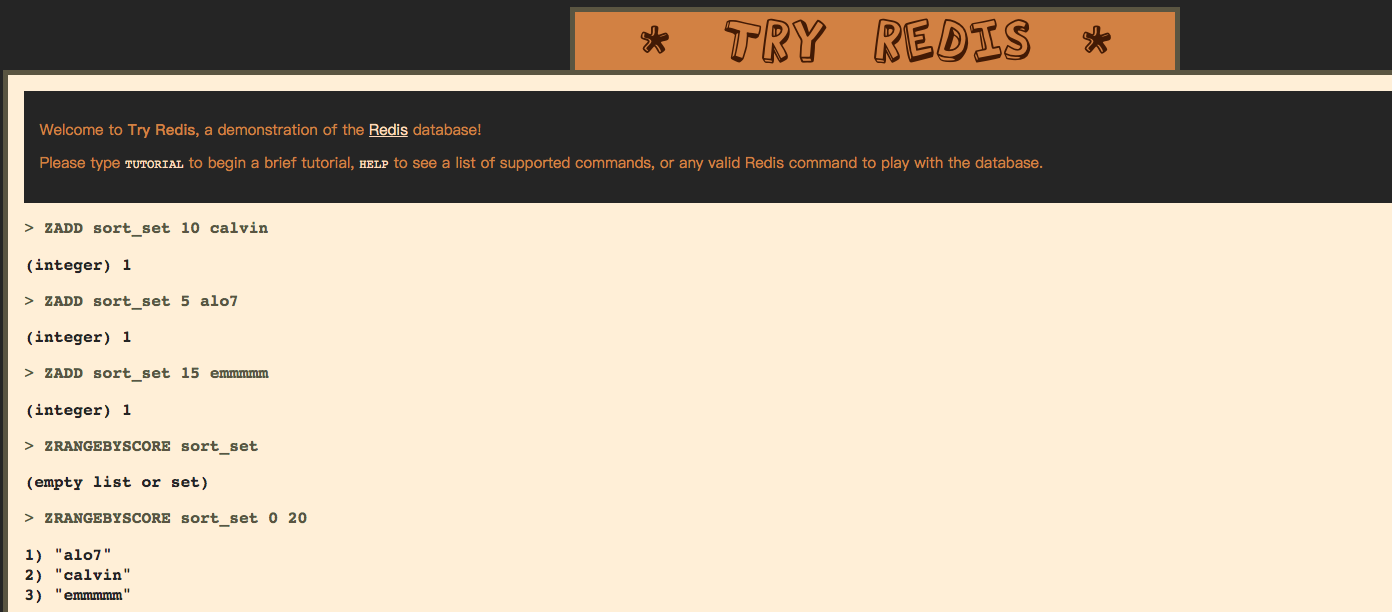 * TRY REDIS *
Welcome to Try Redis, a demonstration of the Redis database!
Please type TUTORIAL to begin a brief tutorial, HELP to see a list of supported commands, or any valid Redis command to play with the database.
> ZADD sort_set 10 calvin
(integer) 1
> ZADD sort_set 5 alo7
(integer) 1
> ZADD sort_set 15 emmmmm
(integer) 1
> ZRANGEBYSCORE sort_set
(empty list or set)
> ZRANGEBYSCORE sort_set 0 20
1) "alo7"
2) "calvin"
3) "emmmmm"